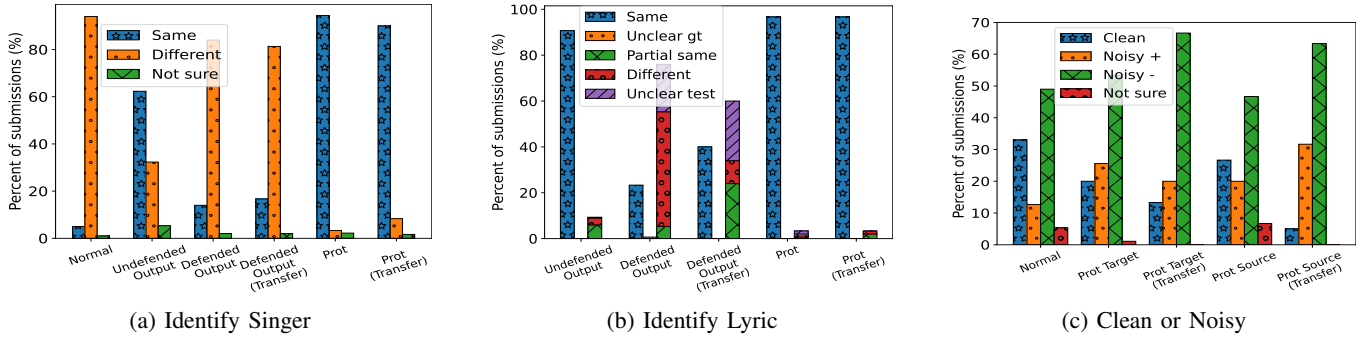 Percent of submissions (%)
80
60
40
20
0
Same
Different
Not sure
Normal
Undefended
Output
Defended
Output
Defended
Output
(Transfer)
Prot
Prot
(Transfer)
(a) Identify Singer
Percent of submissions (%)
100
80
60
40
20
0
Same
Unclear gt
Partial same
Different
Unclear test
Undefended
Output
Defended
Output
Defended
Output
(Transfer)
Prot
Prot
(Transfer)
(b) Identify Lyric
Percent of submissions (%)
70
60
50
40
30
20
10
0
Clean
Noisy +
Noisy -
Not sure
Normal
Prot Target
Prot Target
(Transfer)
Prot Source
Prot Source
(Transfer)
(c) Clean or Noisy